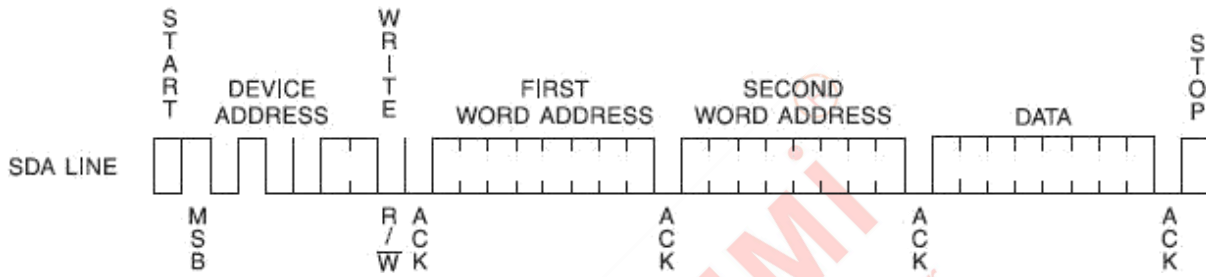 START
WRITE
STOP
DEVICE
ADDRESS
FIRST
WORD ADDRESS
SECOND
WORD ADDRESS
DATA
SDA LINE
MSB
R/W
ACK
ACK
ACK
ACK
®
MI